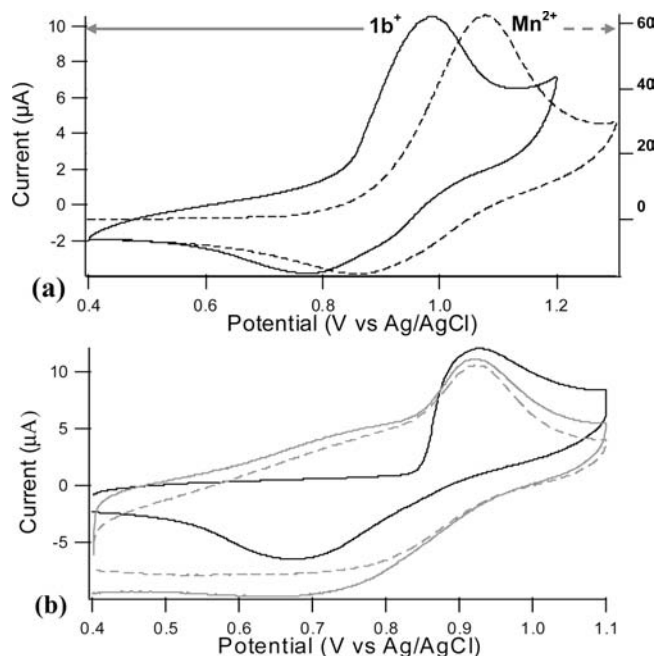 10
8
6
4
2
0
-2
Current (µA)
1b⁺
Mn²⁺
60
40
20
0
(a)
0.4 0.6 0.8 1.0 1.2
Potential (V vs Ag/AgCl)
10
5
0
-5
Current (µA)
(b)
0.4 0.5 0.6 0.7 0.8 0.9 1.0 1.1
Potential (V vs Ag/AgCl)